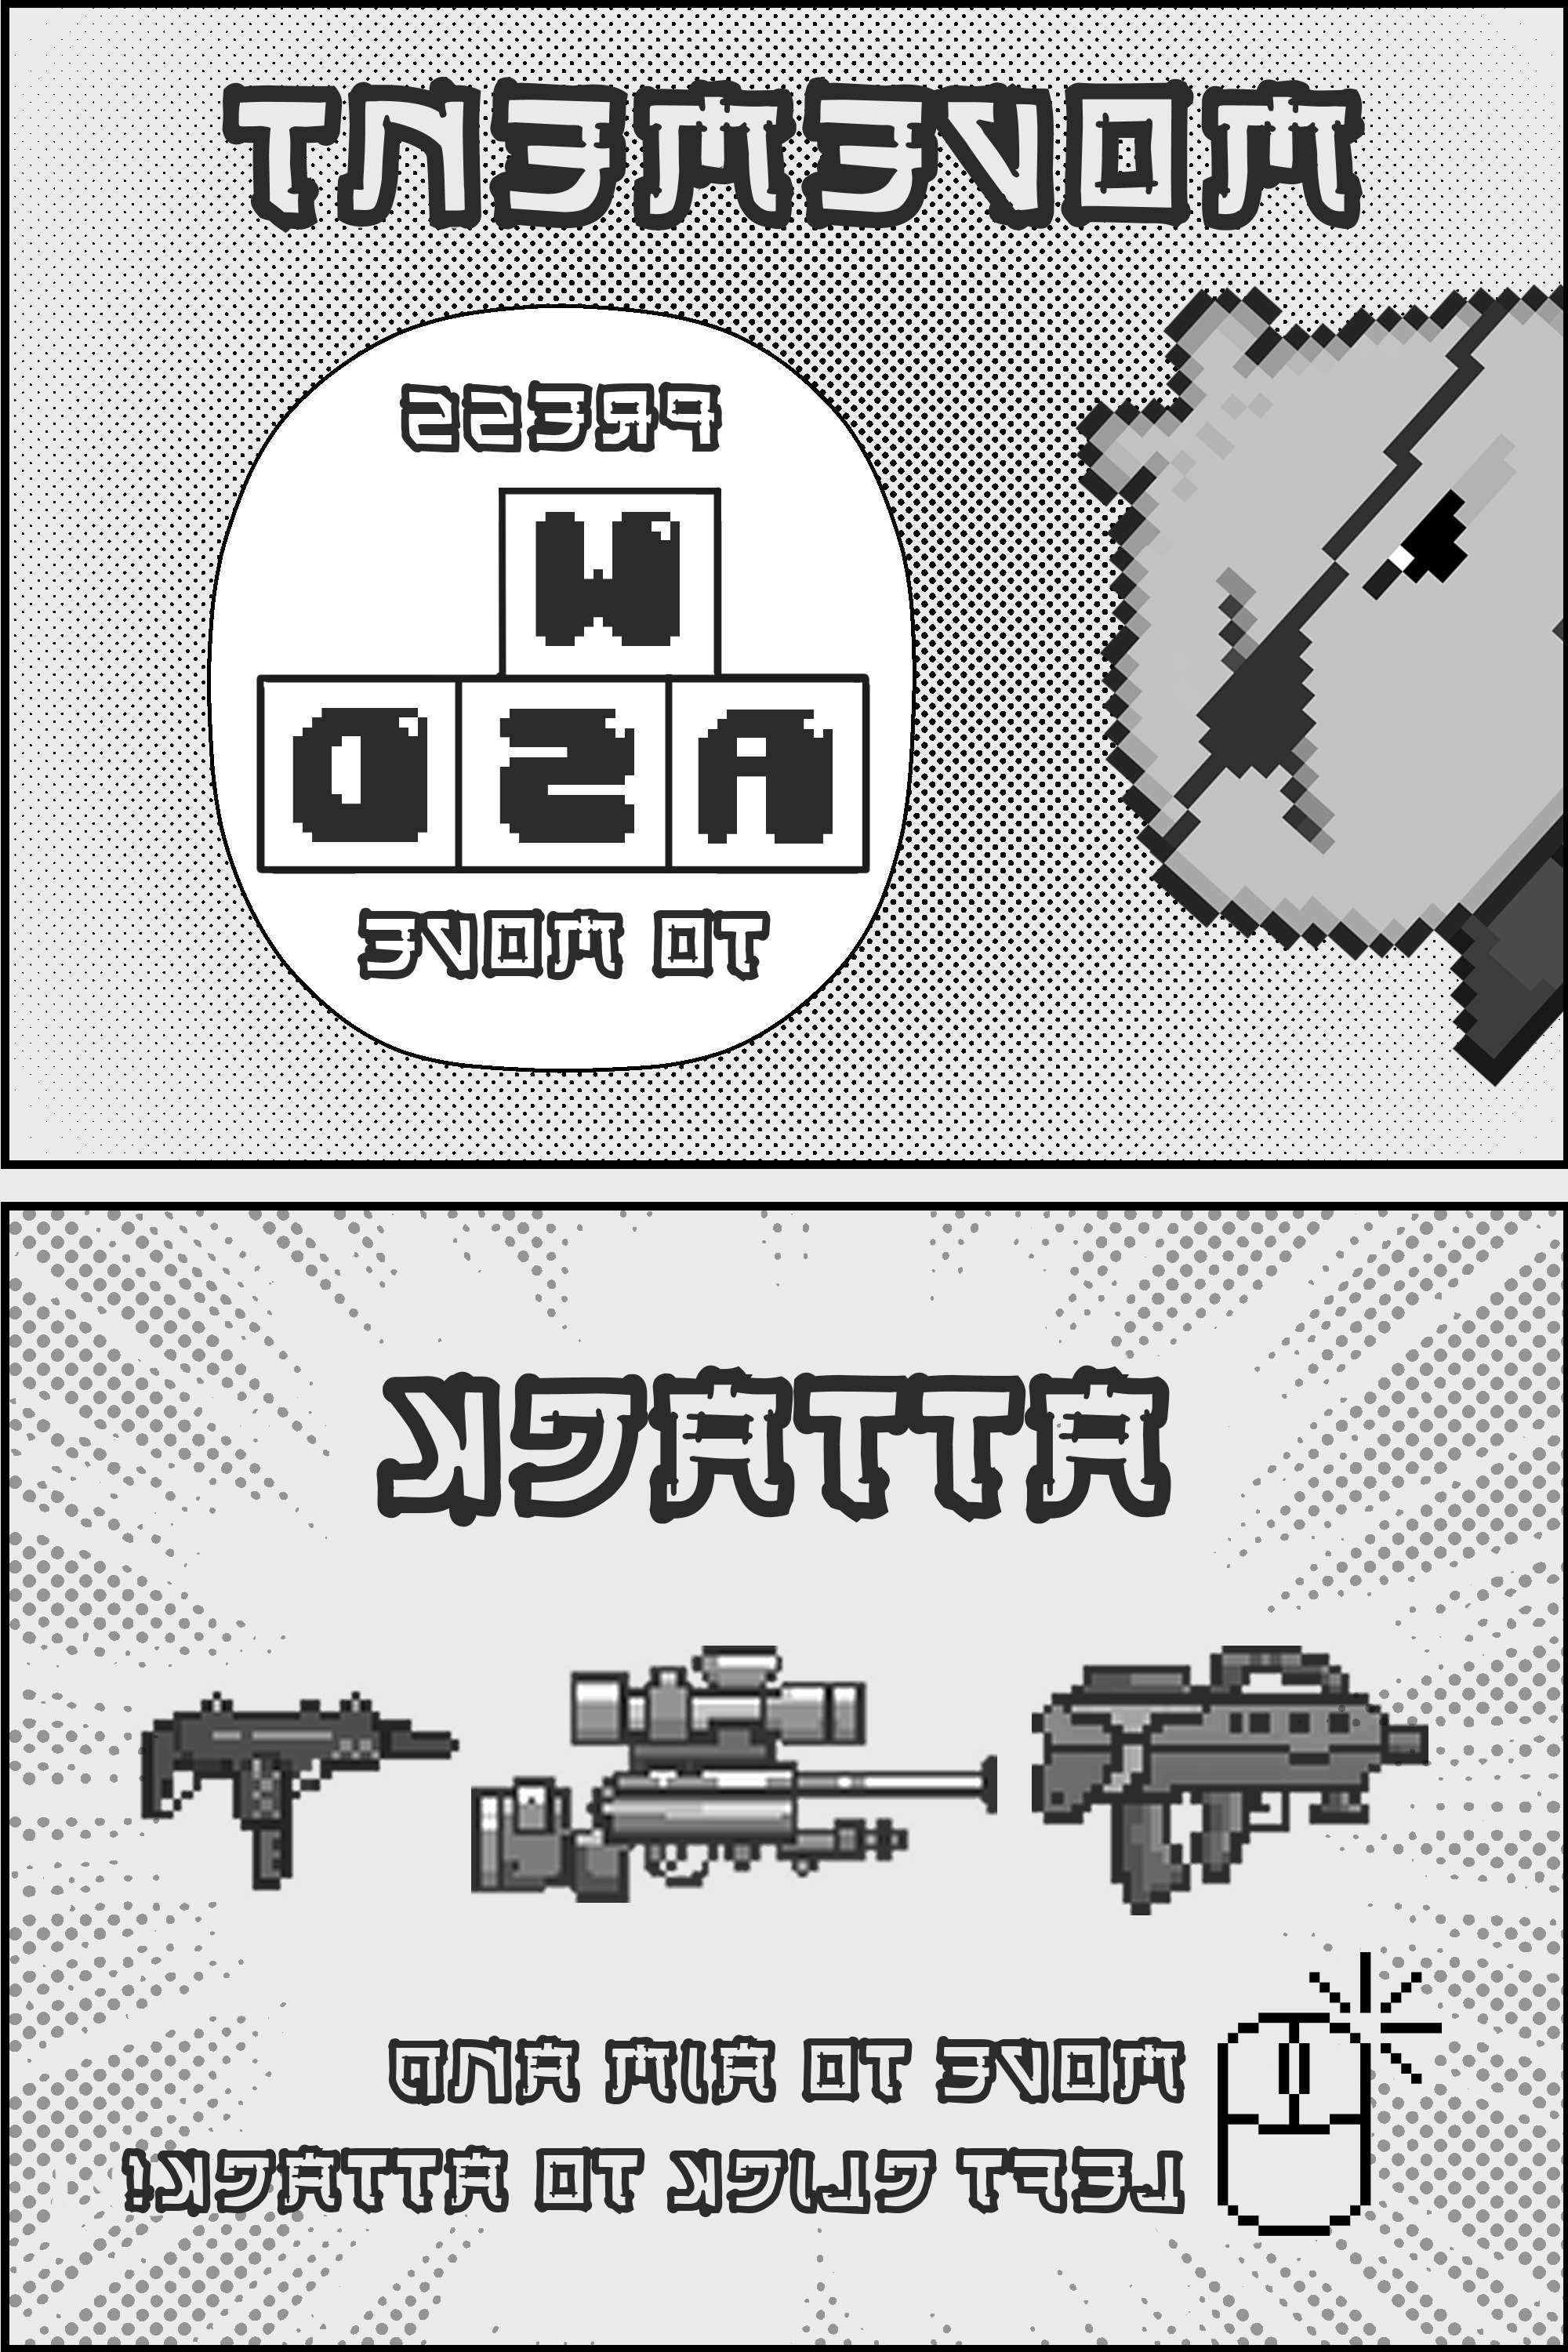 MOVEMENT
PRESS
W
A S D
TO MOVE
ATTACK
MOVE TO AIM AND
LEFT CLICK TO ATTACK!